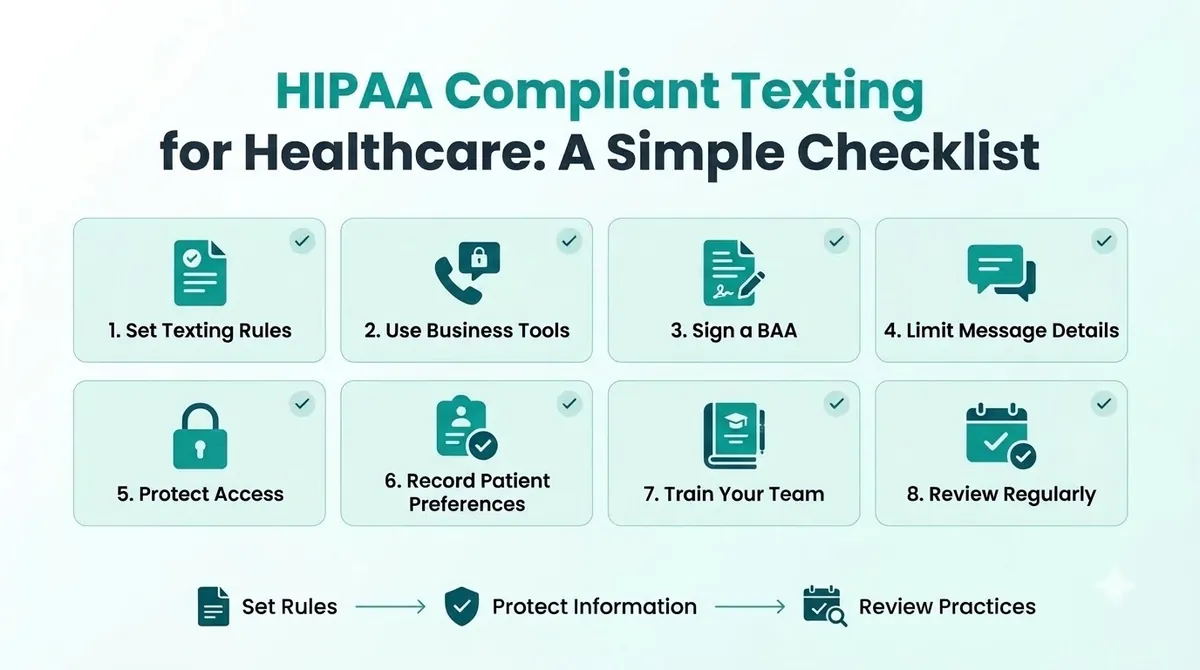 HIPAA Compliant Texting
for Healthcare: A Simple Checklist
1. Set Texting Rules
2. Use Business Tools
3. Sign a BAA
4. Limit Message Details
5. Protect Access
6. Record Patient
Preferences
7. Train Your Team
8. Review Regularly
Set Rules
Protect Information
Review Practices